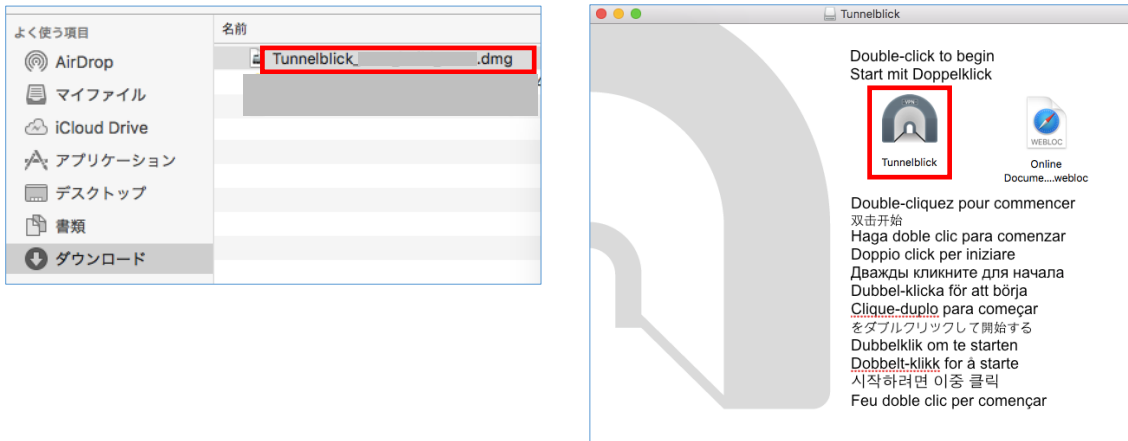 よく使う項目
AirDrop
マイファイル
iCloud Drive
アプリケーション
デスクトップ
書類
ダウンロード
名前
Tunnelblick_ .dmg
Tunnelblick
Double-click to begin
Start mit Doppelklick
VPN
Tunnelblick
WEBLOC
Online
Docume....webloc
Double-cliquez pour commencer
双击开始
Haga doble clic para comenzar
Doppio click per iniziare
Дважды кликните для начала
Dubbel-klicka för att börja
Clique-duplo para começar
をダブルクリックして開始する
Dubbelklik om te starten
Dobbelt-klikk for å starte
시작하려면 이중 클릭
Feu doble clic per començar